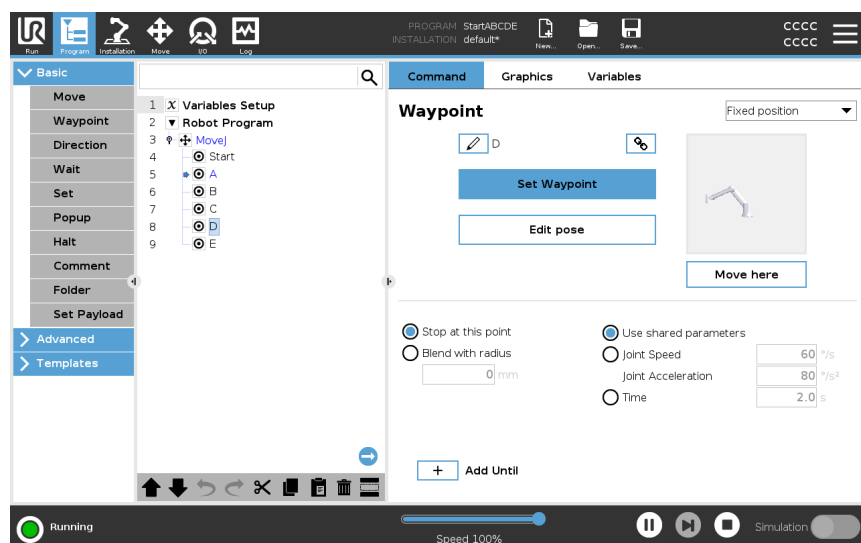 UR
PROGRAM StartABCDE
INSTALLATION default*
CCCC
CCCC
Run Program Installation Move I/O Log New... Open... Save...
Basic
Move
Waypoint
Direction
Wait
Set
Popup
Halt
Comment
Folder
Set Payload
Advanced
Templates
1 X Variables Setup
2 Robot Program
3 MoveJ
4 Start
5 A
6 B
7 C
8 D
9 E
Command Graphics Variables
Waypoint
Fixed position
D
Set Waypoint
Edit pose
Move here
Stop at this point
Blend with radius
0 mm
Use shared parameters
Joint Speed 60 °/s
Joint Acceleration 80 °/s²
Time 2.0 s
+ Add Until
Running
Speed 100%
Simulation